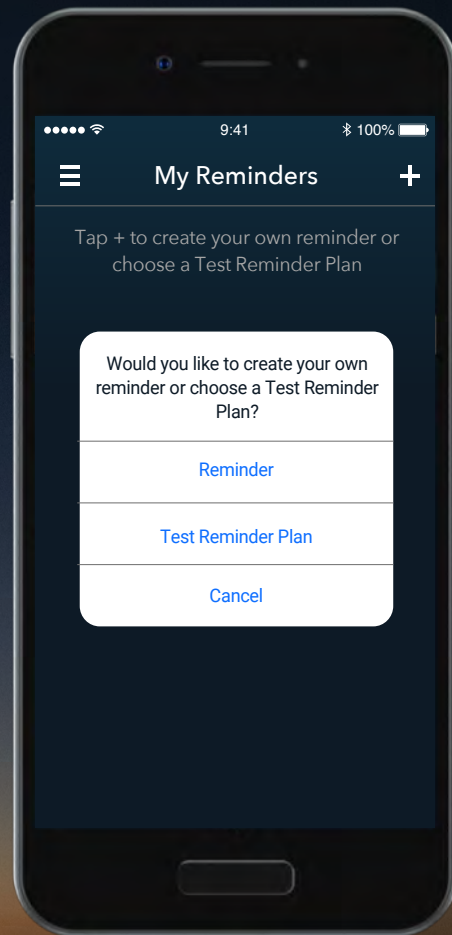 9:41
100%
My Reminders
Tap + to create your own reminder or
choose a Test Reminder Plan
Would you like to create your own
reminder or choose a Test Reminder
Plan?
Reminder
Test Reminder Plan
Cancel